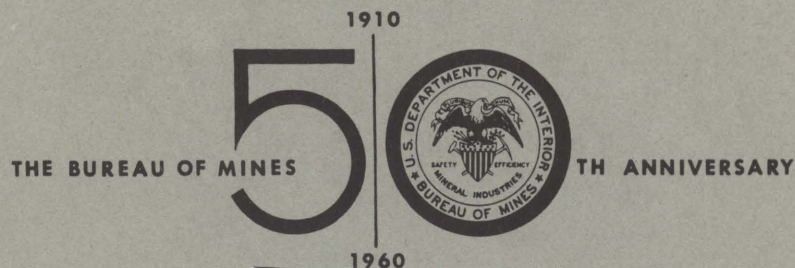 1910
THE BUREAU OF MINES 50TH ANNIVERSARY
U.S. DEPARTMENT OF THE INTERIOR
SAFETY EFFICIENCY
MINERAL INDUSTRIES
★ BUREAU OF MINES ★
1960